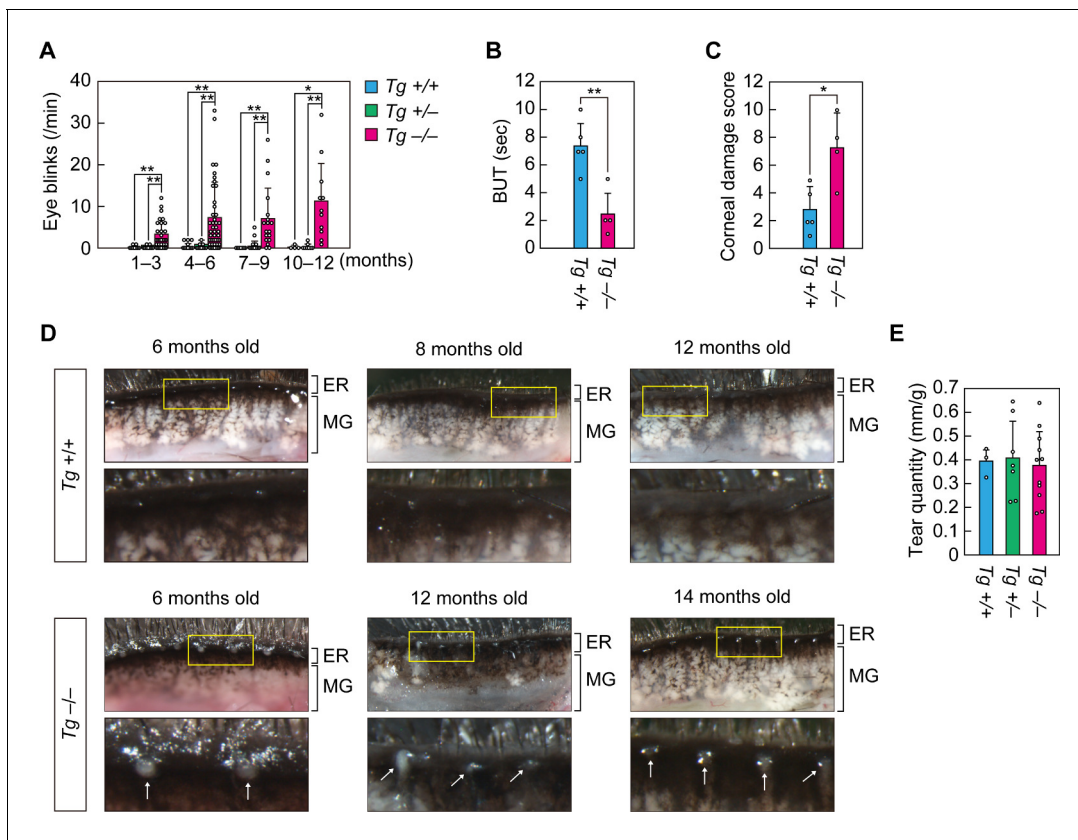 A
Eye blinks (/min)
40
30
20
10
0
** ** ** *
** ** ** **
1–3 4–6 7–9 10–12 (months)
Tg +/+
Tg +/–
Tg –/–
B
BUT (sec)
12
10
8
6
4
2
0
**
Tg +/+
Tg –/–
C
Corneal damage score
12
10
8
6
4
2
0
*
Tg +/+
Tg –/–
D
6 months old 8 months old 12 months old
Tg +/+
ER ER ER
MG MG MG
6 months old 12 months old 14 months old
Tg –/–
ER ER ER
MG MG MG
E
Tear quantity (mm/g)
0.7
0.6
0.5
0.4
0.3
0.2
0.1
0
Tg +/+
Tg +/–
Tg –/–